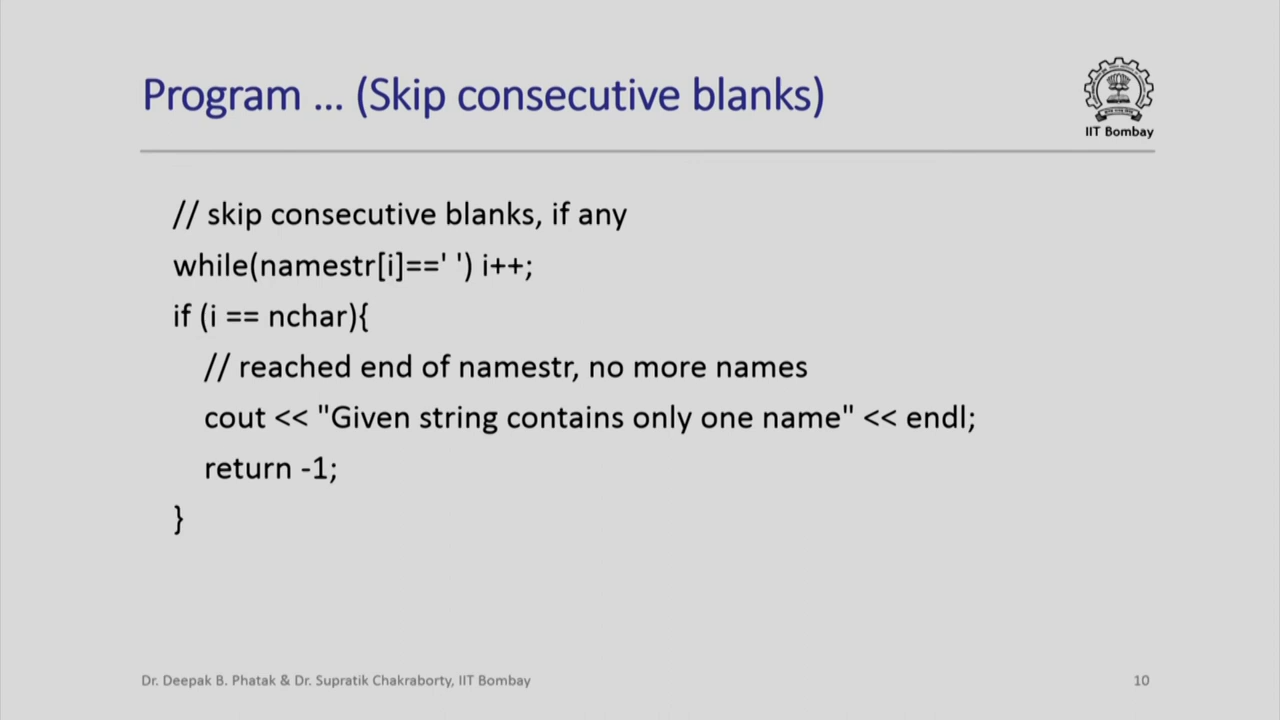 Program ... (Skip consecutive blanks)
IIT Bombay
// skip consecutive blanks, if any
while(namestr[i]==' ') i++;
if (i == nchar){
// reached end of namestr, no more names
cout << "Given string contains only one name" << endl;
return -1;
}
Dr. Deepak B. Phatak & Dr. Supratik Chakraborty, IIT Bombay
10